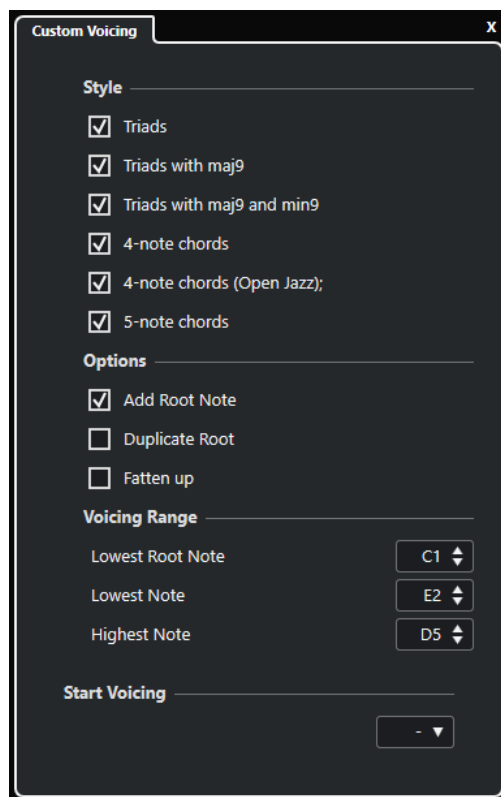 Custom Voicing X
Style
Triads
Triads with maj9
Triads with maj9 and min9
4-note chords
4-note chords (Open Jazz);
5-note chords
Options
Add Root Note
Duplicate Root
Fatten up
Voicing Range
Lowest Root Note C1
Lowest Note E2
Highest Note D5
Start Voicing
-